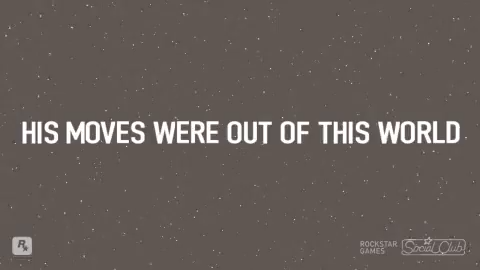 HIS MOVES WERE OUT OF THIS WORLD
R*
ROCKSTAR
GAMES
Social Club